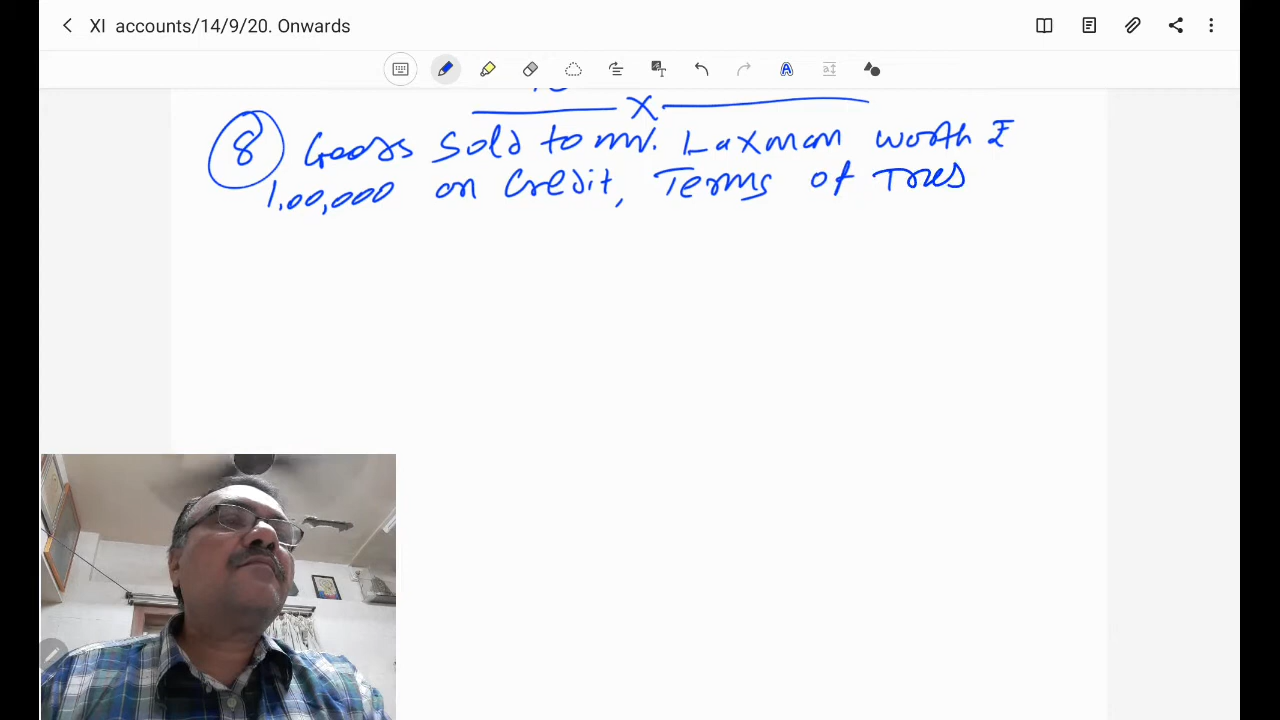 XI accounts/14/9/20. Onwards
X
8 Goods Sold to mr. Laxman worth ₹
1,00,000 on Credit, Terms of